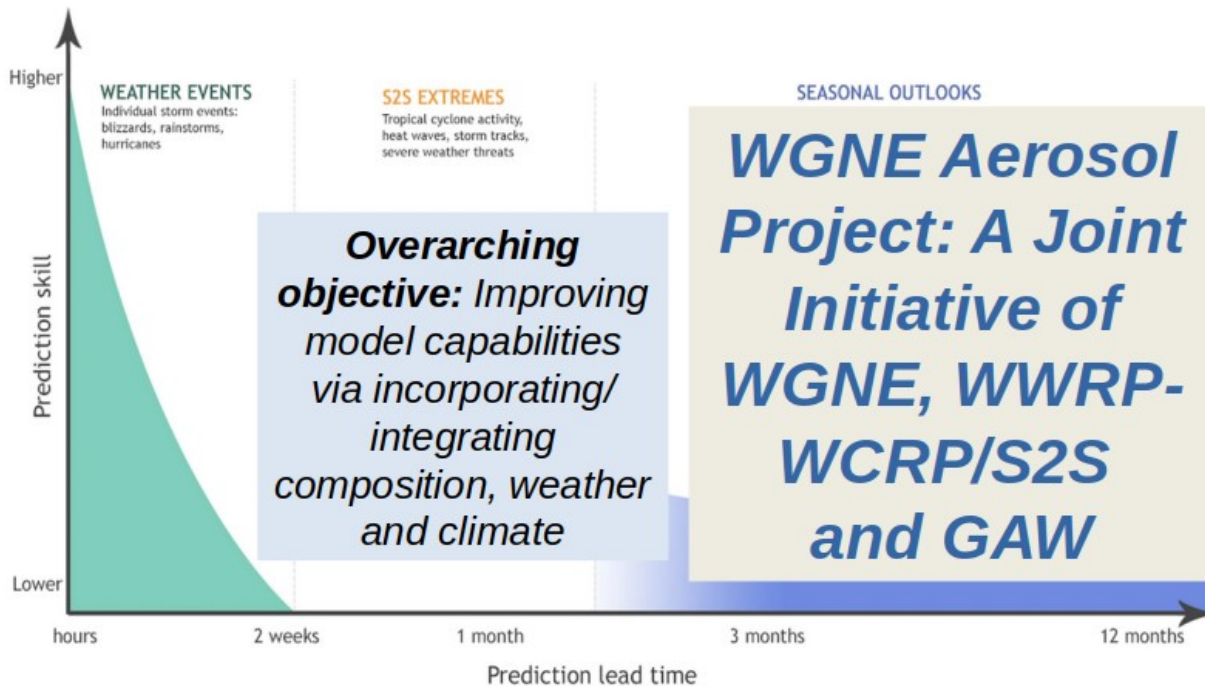 Higher
WEATHER EVENTS
Individual storm events:
blizzards, rainstorms,
hurricanes
S2S EXTREMES
Tropical cyclone activity,
heat waves, storm tracks,
severe weather threats
SEASONAL OUTLOOKS
Prediction skill
Overarching
objective: Improving
model capabilities
via incorporating/
integrating
composition, weather
and climate
WGNE Aerosol
Project: A Joint
Initiative of
WGNE, WWRP-
WCRP/S2S
and GAW
Lower
hours
2 weeks
1 month
3 months
12 months
Prediction lead time